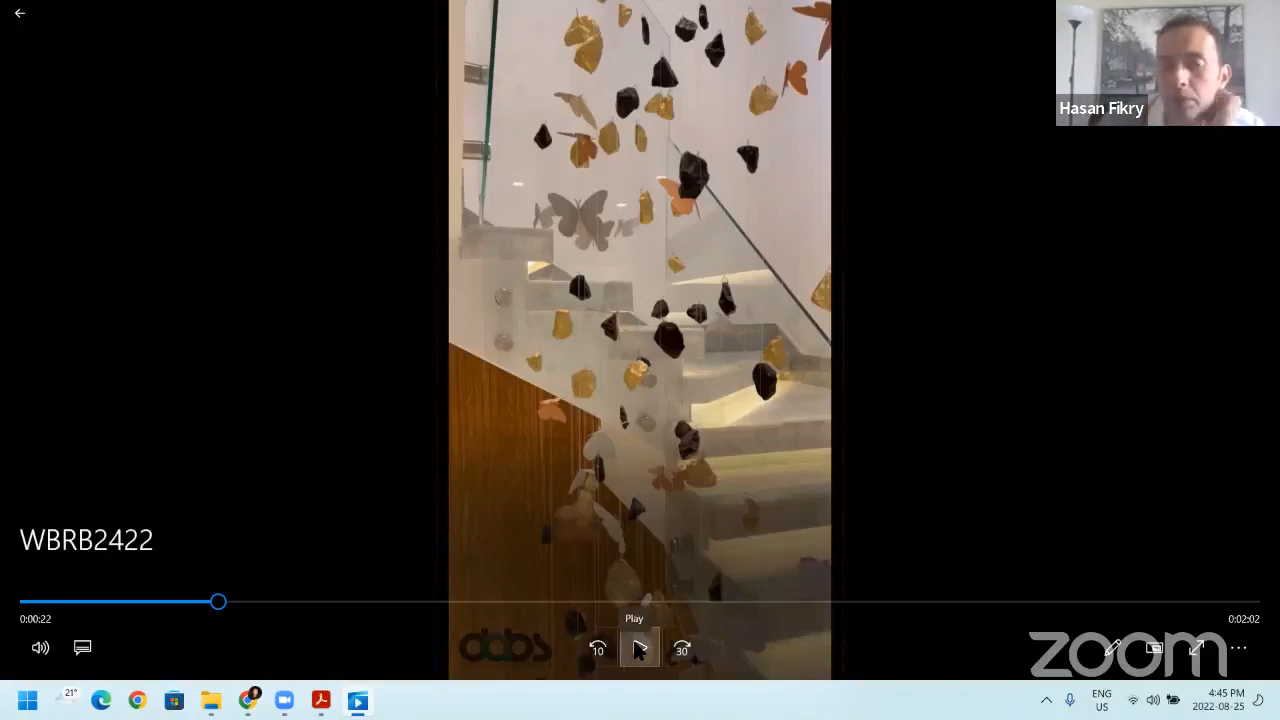 Hasan Fikry
WBRB2422
0:00:22
Play
0:02:02
10
30
dabs
zoom
21°
ENG
US
4:45 PM
2022-08-25